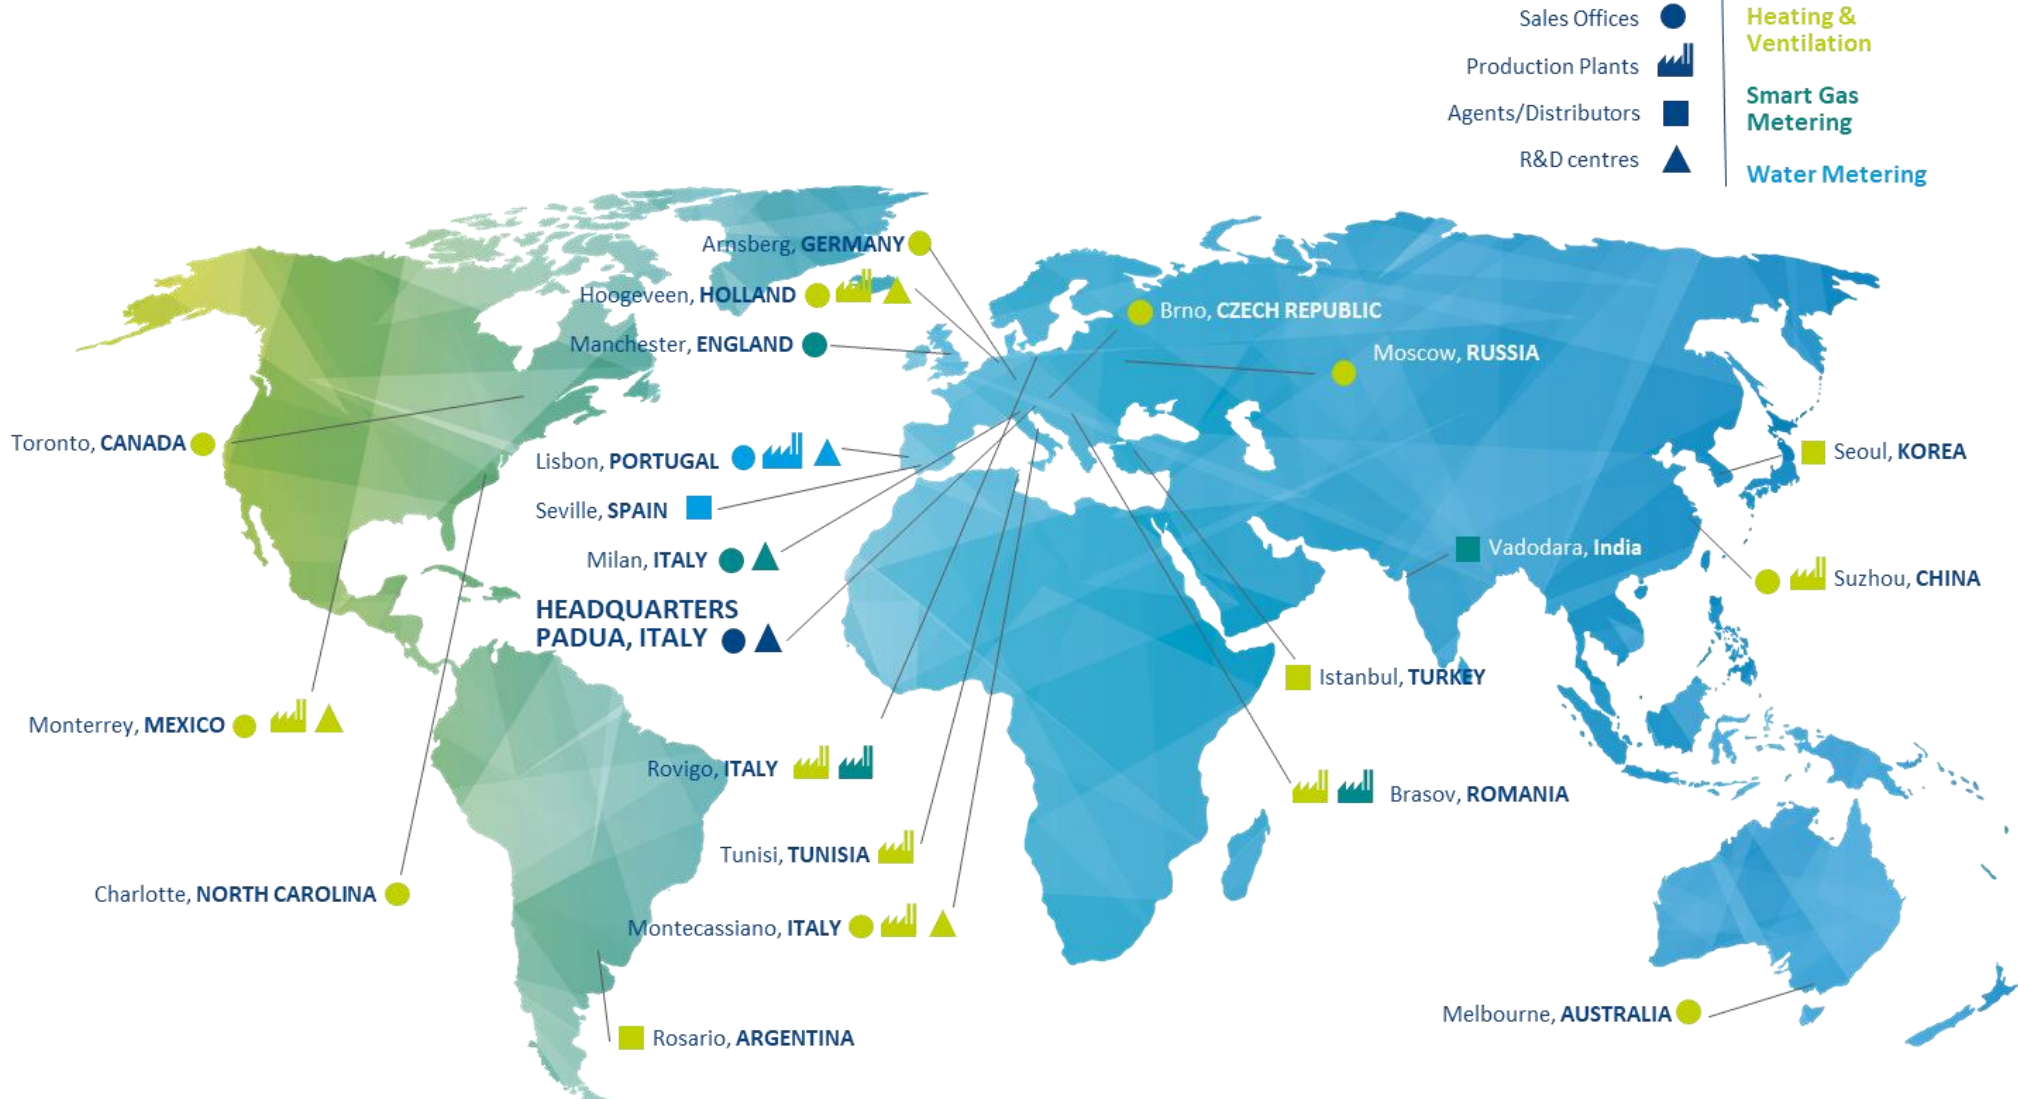 Sales Offices
Production Plants
Agents/Distributors
R&D centres
Heating &
Ventilation
Smart Gas
Metering
Water Metering
Arnsberg, GERMANY
Hoogeveen, HOLLAND
Manchester, ENGLAND
Brno, CZECH REPUBLIC
Moscow, RUSSIA
Toronto, CANADA
Lisbon, PORTUGAL
Seville, SPAIN
Milan, ITALY
HEADQUARTERS
PADUA, ITALY
Seoul, KOREA
Vadodara, India
Suzhou, CHINA
Istanbul, TURKEY
Monterrey, MEXICO
Rovigo, ITALY
Brasov, ROMANIA
Tunisi, TUNISIA
Charlotte, NORTH CAROLINA
Montecassiano, ITALY
Rosario, ARGENTINA
Melbourne, AUSTRALIA